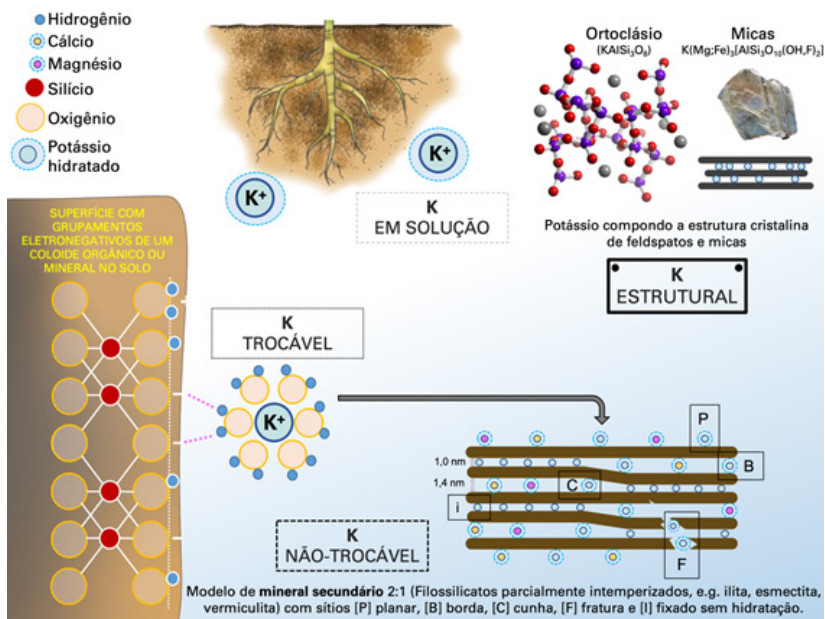 Hidrogênio
Cálcio
Magnésio
Silício
Oxigênio
Potássio
hidratado
K+
K+
K
EM SOLUÇÃO
Ortoclásio
(KAlSi3O8)
Micas
K(Mg;Fe)3[AlSi3O10(OH,F)2]
Potássio compondo a estrutura cristalina
de feldspatos e micas
K
ESTRUTURAL
SUPERFÍCIE COM
GRUPAMENTOS
ELETRONEGATIVOS DE UM
COLOIDE ORGÂNICO OU
MINERAL NO SOLO
K
TROCÁVEL
K+
P
1,0 nm
B
1,4 nm
C
i
F
K
NÃO-TROCÁVEL
Modelo de mineral secundário 2:1 (Filossilicatos parcialmente intemperizados, e.g. ilita, esmectita,
vermiculita) com sítios [P] planar, [B] borda, [C] cunha, [F] fratura e [I] fixado sem hidratação.